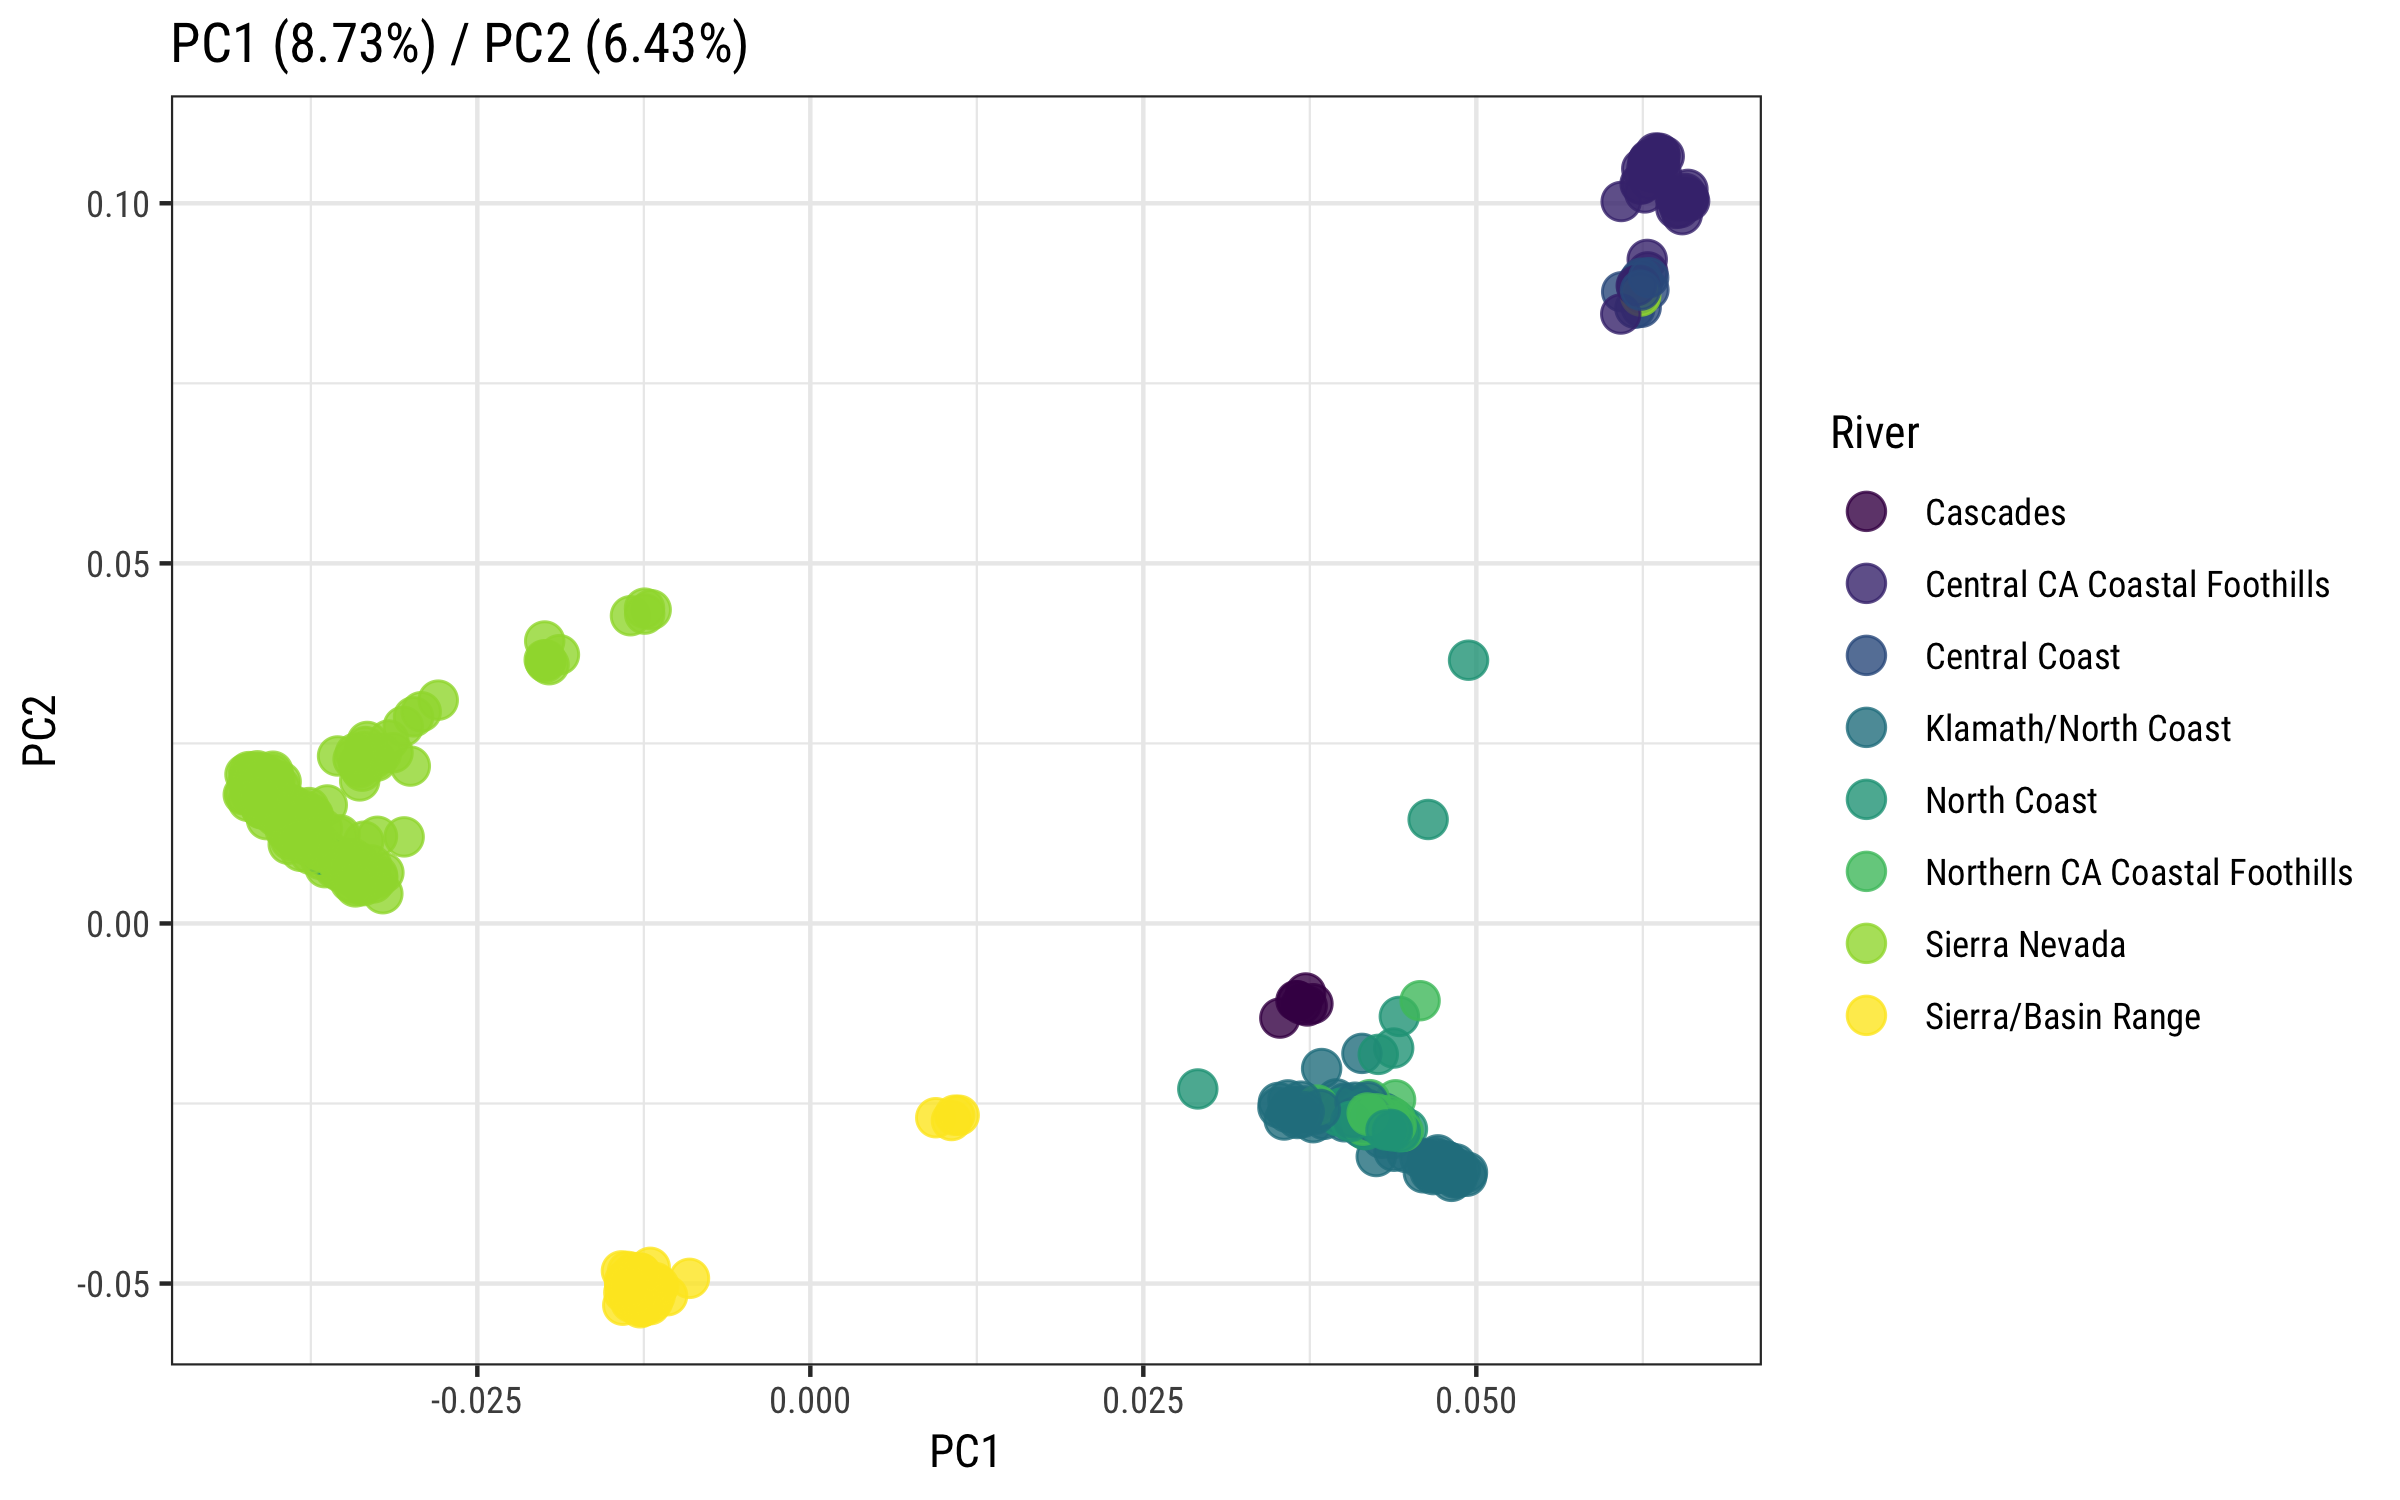 PC1 (8.73%) / PC2 (6.43%)
0.10
0.05
0.00
-0.05
PC2
-0.025
0.000
0.025
0.050
PC1
River
Cascades
Central CA Coastal Foothills
Central Coast
Klamath/North Coast
North Coast
Northern CA Coastal Foothills
Sierra Nevada
Sierra/Basin Range